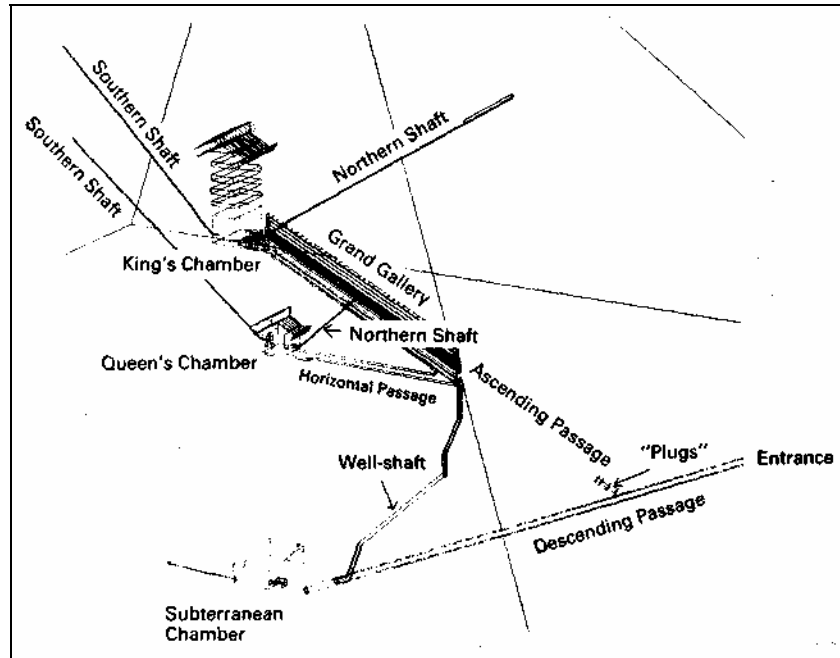 Southern Shaft
Southern Shaft
Northern Shaft
King's Chamber
Grand Gallery
Northern Shaft
Queen's Chamber
Horizontal Passage
Ascending Passage
"Plugs"
Entrance
Well-shaft
Descending Passage
Subterranean
Chamber